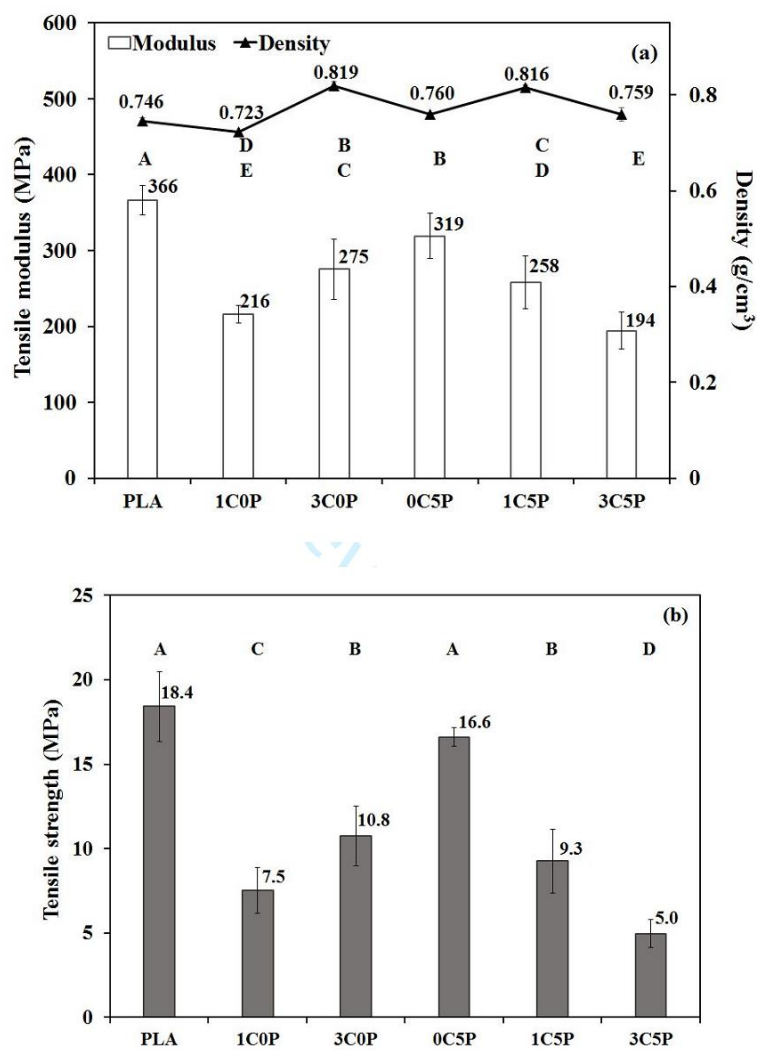 600
500
400
300
200
100
0
Tensile modulus (MPa)
Modulus Density
(a)
0.746 0.723 0.819 0.760 0.816 0.759
A D B B C E
E C D
366 216 275 319 258 194
0.8
0.6
0.4
0.2
0
Density (g/cm³)
PLA 1C0P 3C0P 0C5P 1C5P 3C5P
25
20
15
10
5
0
Tensile strength (MPa)
(b)
A C B A B D
18.4 7.5 10.8 16.6 9.3 5.0
PLA 1C0P 3C0P 0C5P 1C5P 3C5P